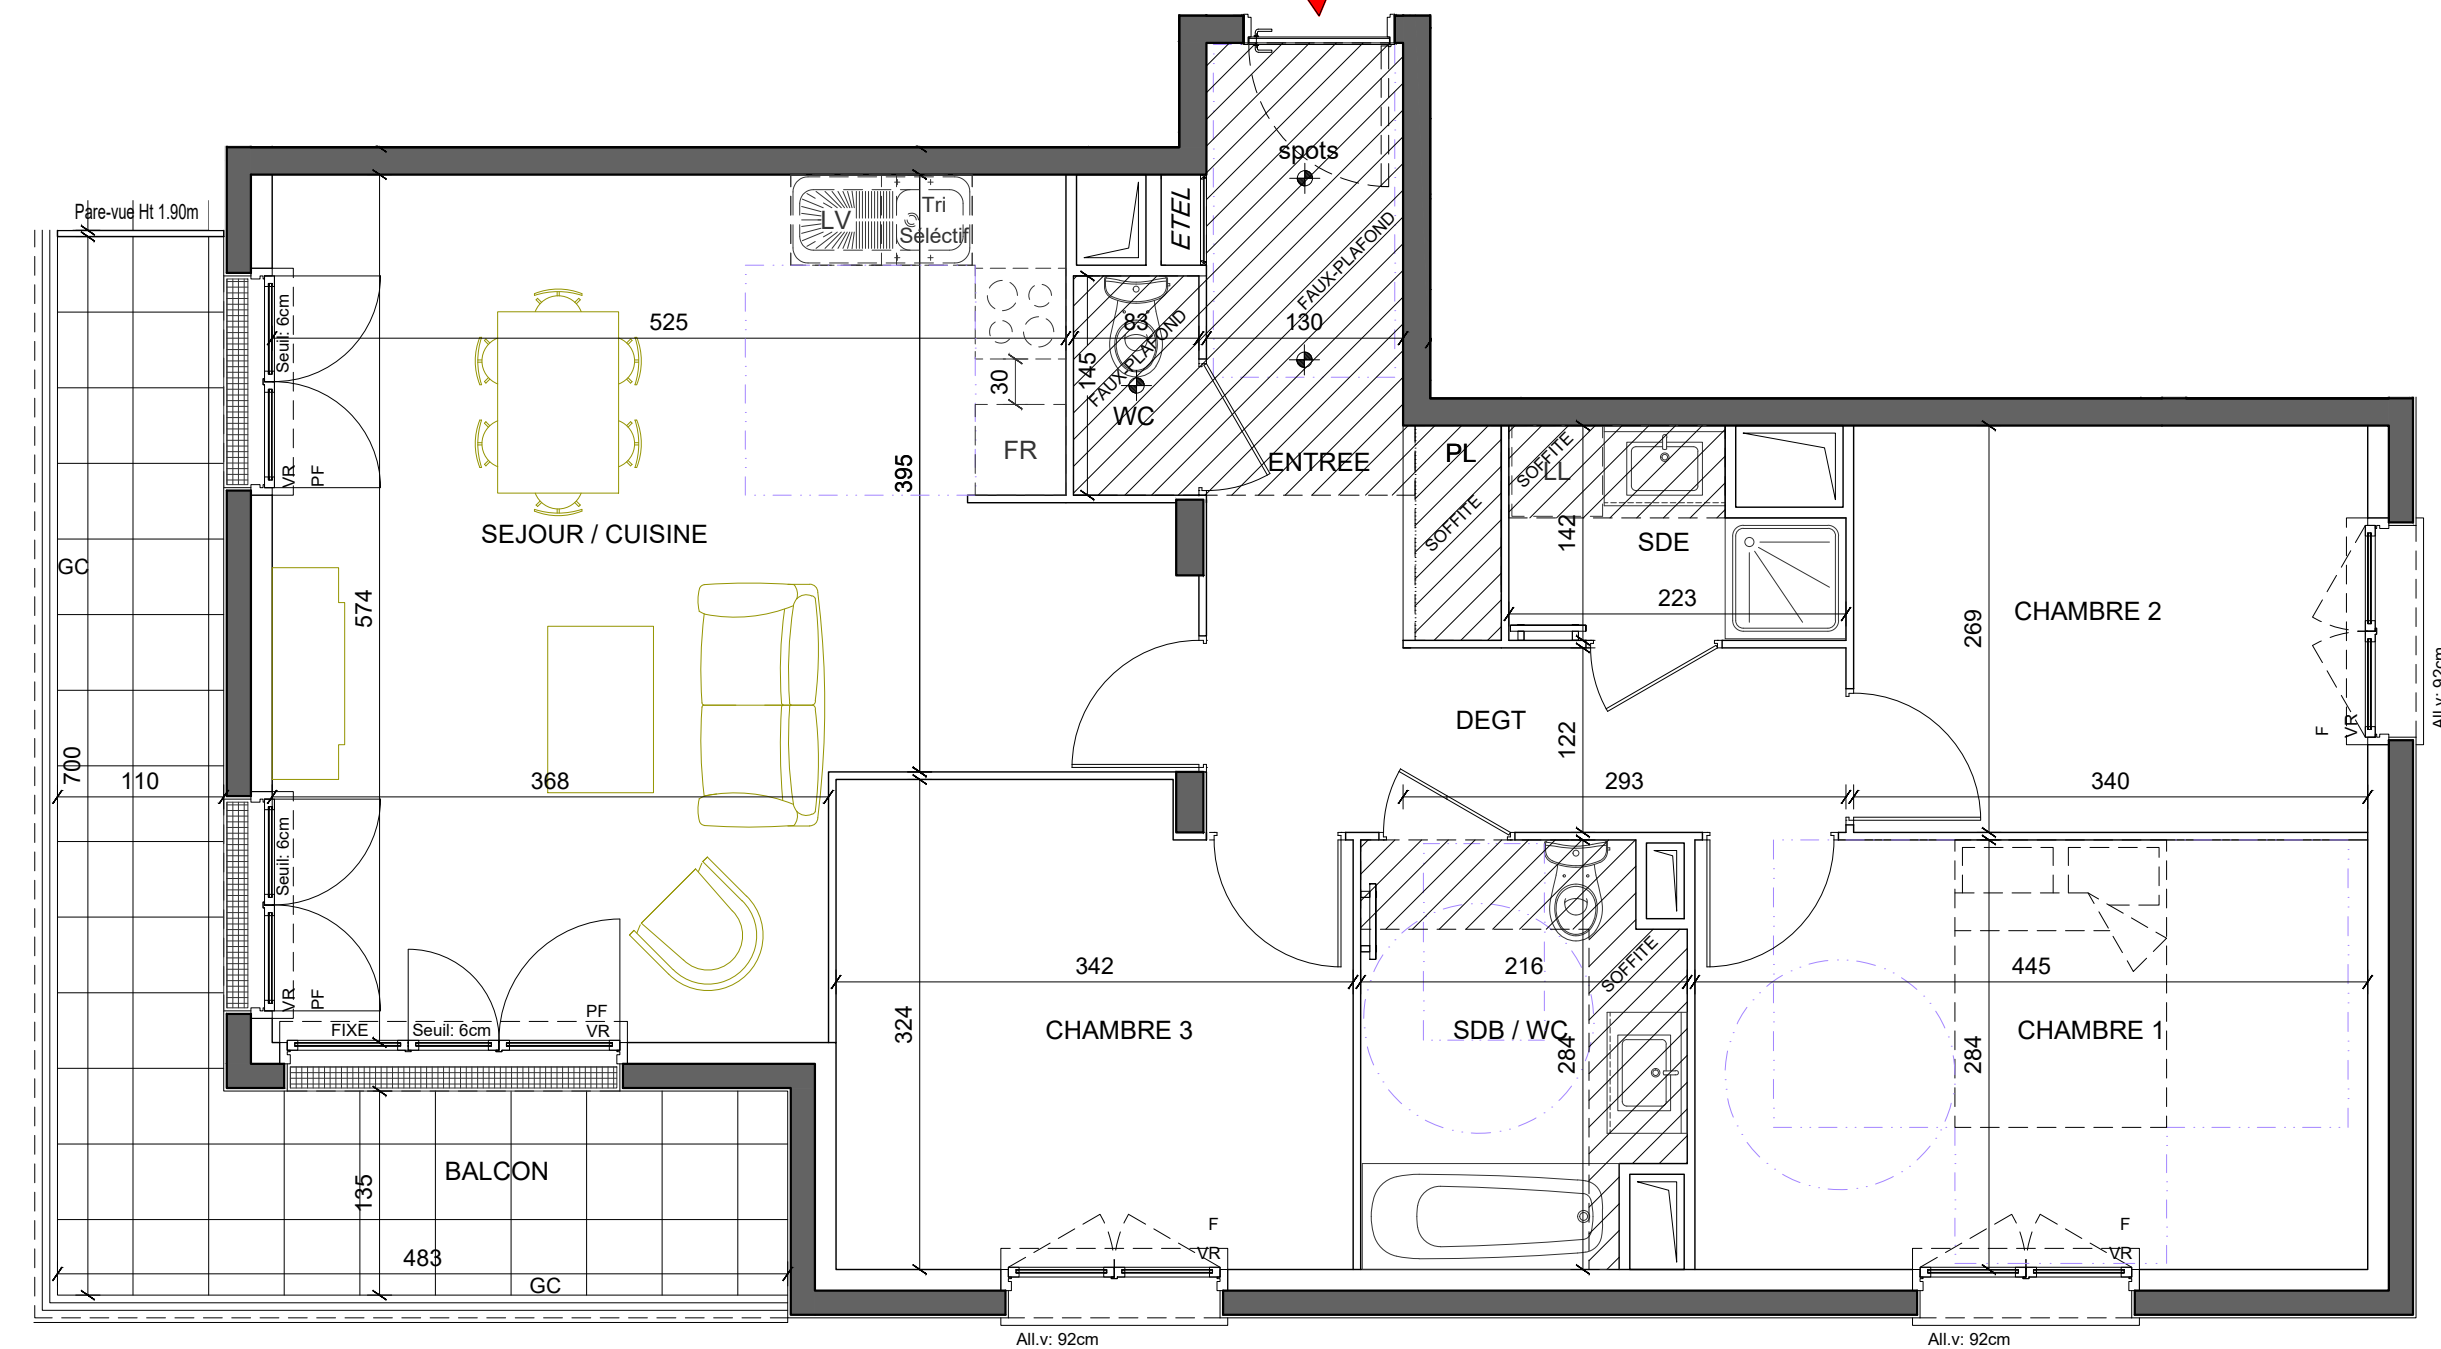 spots
Pare-vue Ht 1.90m
LV
Tri
Séléctif
ETEL
FAUX-PLAFOND
Seuil: 6cm
525
83
130
FAUX-PLAFOND
145
30
WC
FR
395
ENTREE
PL
SOFFITE
LL
VR
PF
SOFFITE
SEJOUR / CUISINE
142
SDE
GC
574
223
CHAMBRE 2
269
All.v: 92cm
DEGT
122
F
VR
700
110
368
293
340
Seuil: 6cm
VR
PF
342
216
SOFFITE
445
PF
FIXE
Seuil: 6cm
VR
324
CHAMBRE 3
SDB / WC
284
284
CHAMBRE 1
BALCON
135
F
VR
F
VR
483
GC
All.v: 92cm
All.v: 92cm